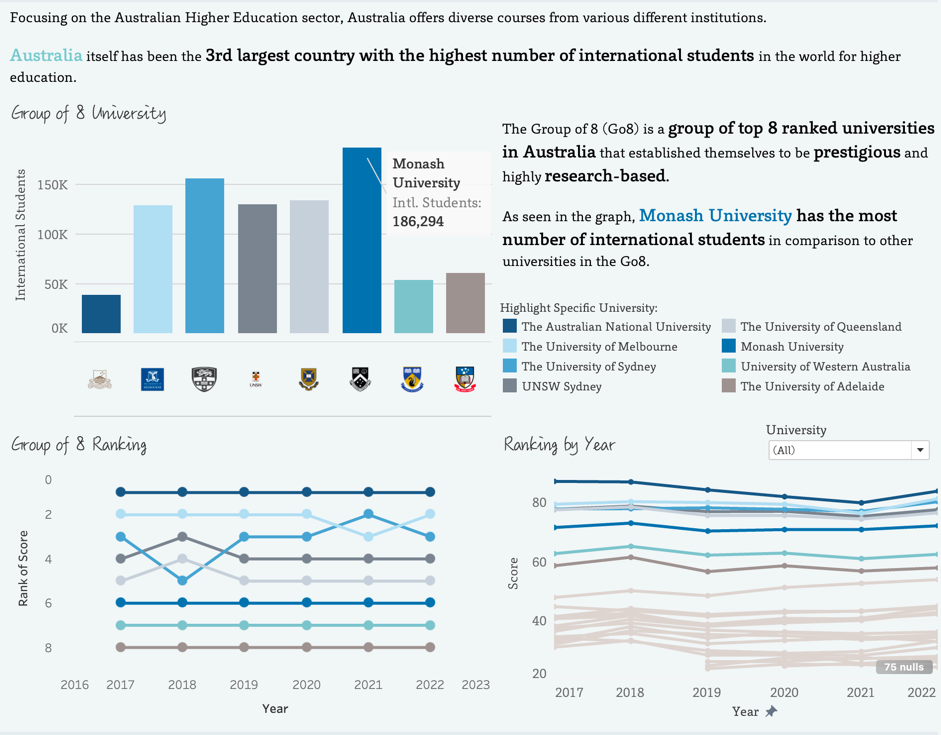 Focusing on the Australian Higher Education sector, Australia offers diverse courses from various different institutions.
Australia itself has been the 3rd largest country with the highest number of international students in the world for higher
education.
Group of 8 University
International Students
150K
100K
50K
0K
Monash
University
Intl. Students:
186,294
UNSW
The Group of 8 (Go8) is a group of top 8 ranked universities
in Australia that established themselves to be prestigious and
highly research-based.
As seen in the graph, Monash University has the most
number of international students in comparison to other
universities in the Go8.
Highlight Specific University:
The Australian National University
The University of Melbourne
The University of Sydney
UNSW Sydney
The University of Queensland
Monash University
University of Western Australia
The University of Adelaide
Group of 8 Ranking
Rank of Score
0
2
4
6
8
2016 2017 2018 2019 2020 2021 2022 2023
Year
Ranking by Year
University
(All)
Score
80
60
40
20
75 nulls
2017 2018 2019 2020 2021 2022
Year